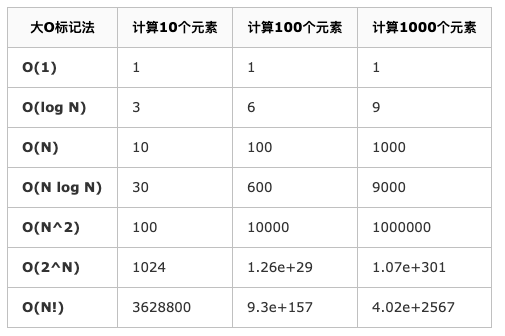 大O标记法 计算10个元素 计算100个元素 计算1000个元素
O(1) 1 1 1
O(log N) 3 6 9
O(N) 10 100 1000
O(N log N) 30 600 9000
O(N^2) 100 10000 1000000
O(2^N) 1024 1.26e+29 1.07e+301
O(N!) 3628800 9.3e+157 4.02e+2567